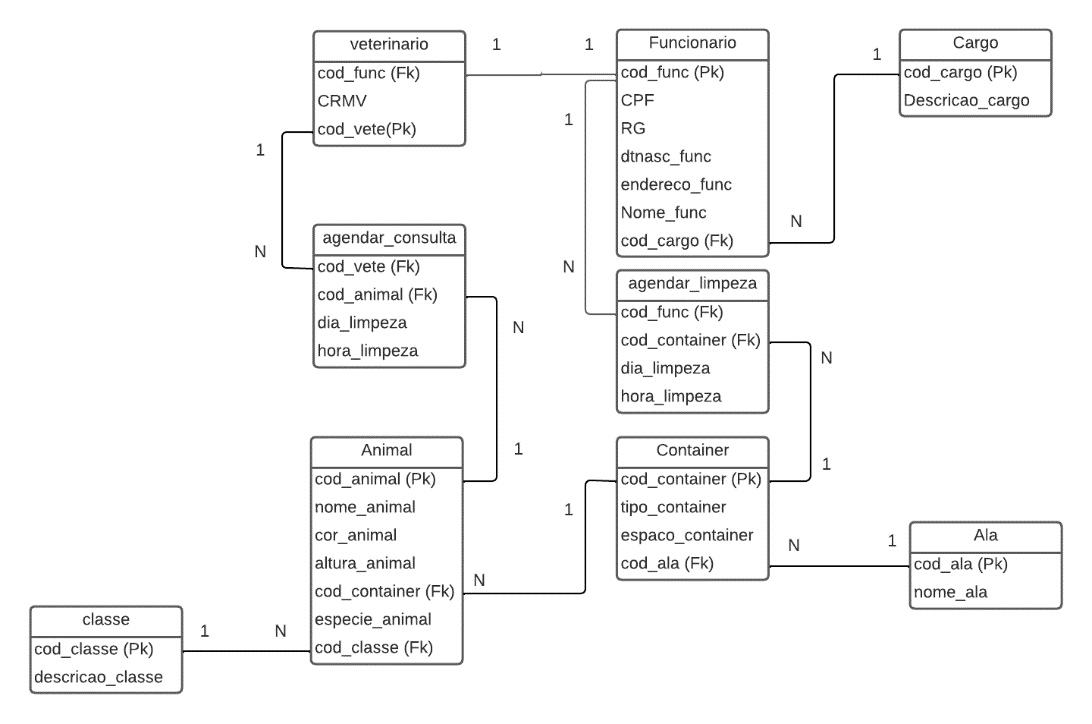 veterinario
cod_func (Fk)
CRMV
cod_vete(Pk)
1
1
Funcionario
cod_func (Pk)
CPF
RG
dtnasc_func
endereco_func
Nome_func
cod_cargo (Fk)
1
Cargo
cod_cargo (Pk)
Descricao_cargo
1
N
1
N
N
agendar_consulta
cod_vete (Fk)
cod_animal (Fk)
dia_limpeza
hora_limpeza
N
1
agendar_limpeza
cod_func (Fk)
cod_container (Fk)
dia_limpeza
hora_limpeza
N
1
Animal
cod_animal (Pk)
nome_animal
cor_animal
altura_animal
cod_container (Fk)
especie_animal
cod_classe (Fk)
1
N
Container
cod_container (Pk)
tipo_container
espaco_container
cod_ala (Fk)
N
1
Ala
cod_ala (Pk)
nome_ala
classe
cod_classe (Pk)
descricao_classe
1
N